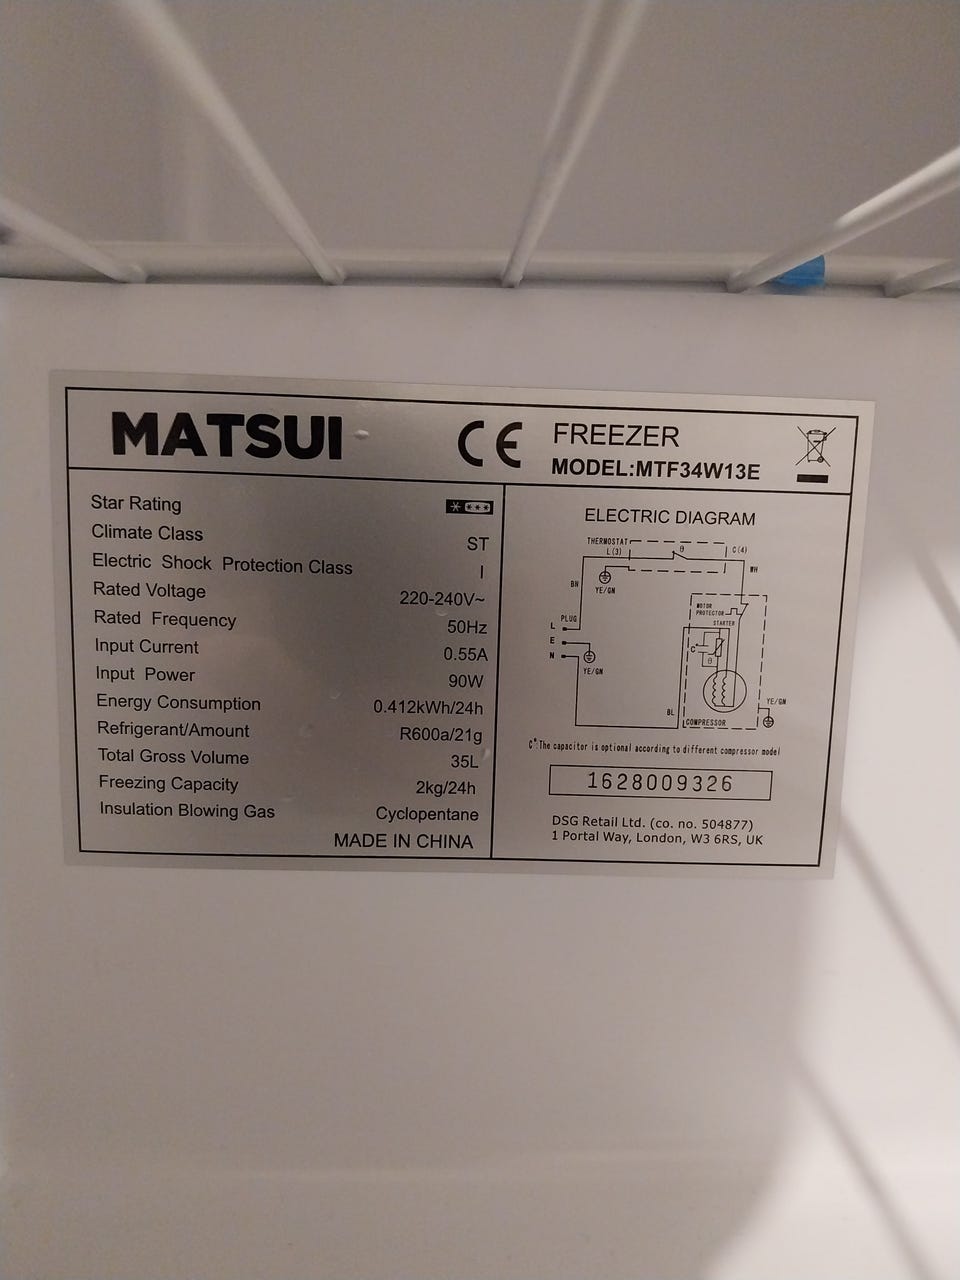 MATSUI CE FREEZER
MODEL:MTF34W13E
Star Rating
Climate Class ST
Electric Shock Protection Class I
Rated Voltage 220-240V~
Rated Frequency 50Hz
Input Current 0.55A
Input Power 90W
Energy Consumption 0.412kWh/24h
Refrigerant/Amount R600a/21g
Total Gross Volume 35L
Freezing Capacity 2kg/24h
Insulation Blowing Gas Cyclopentane
MADE IN CHINA
ELECTRIC DIAGRAM
THERMOSTAT
L(3) θ C(4)
WH
BN
YE/GN
MOTOR
PROTECTOR
PLUG
STARTER
L
E
N
C*
θ
YE/GN
YE/GN
BL
COMPRESSOR
C*:The capacitor is optional according to different compressor model
1628009326
DSG Retail Ltd. (co. no. 504877)
1 Portal Way, London, W3 6RS, UK